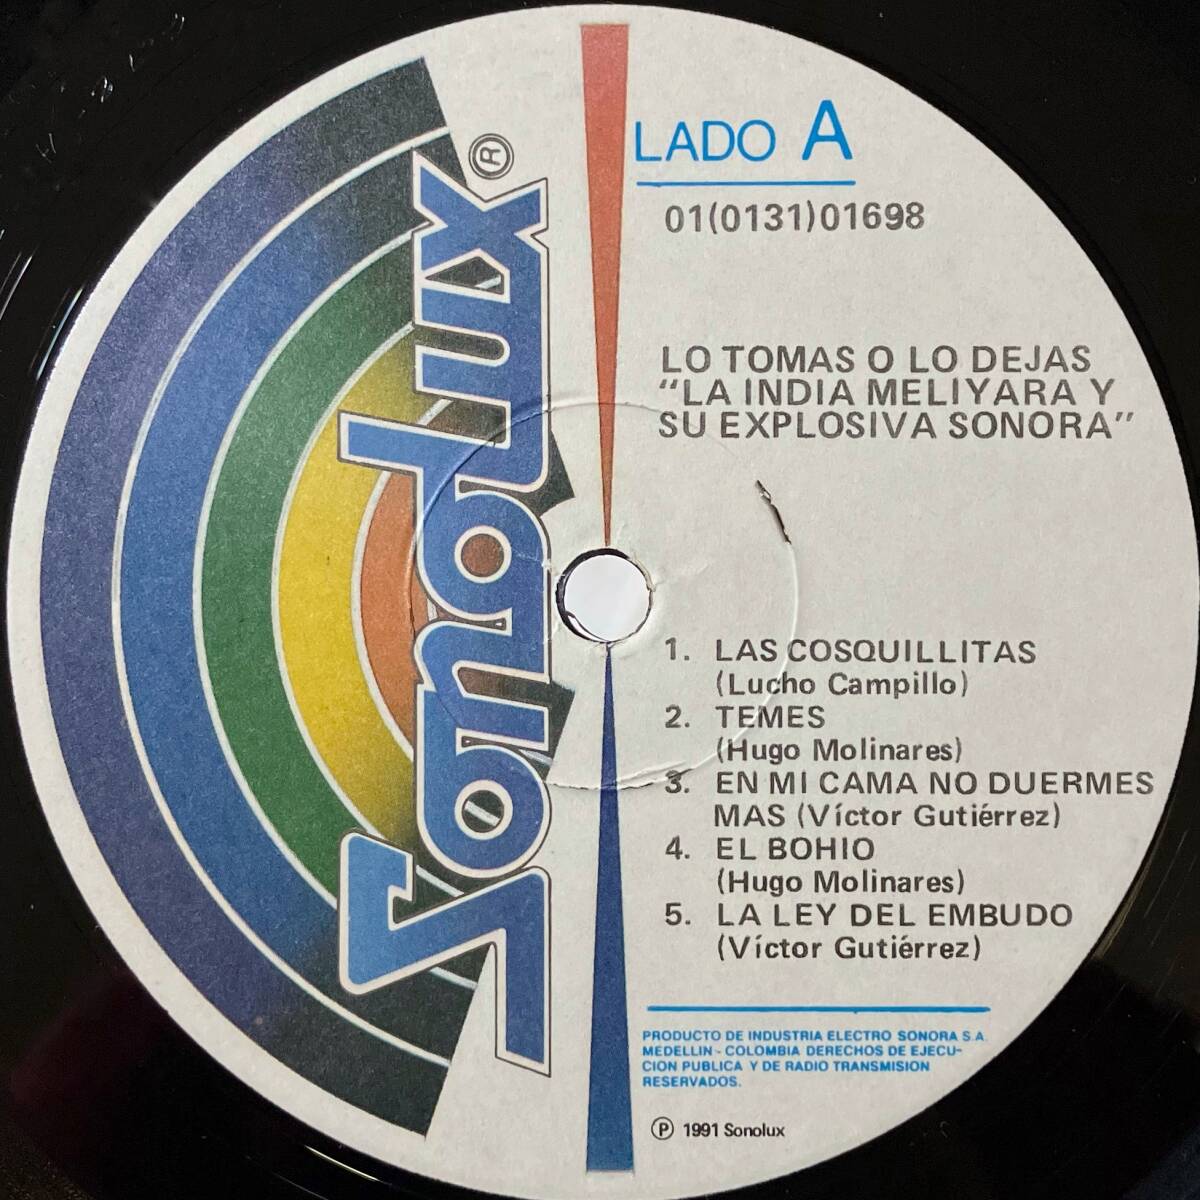 Sonolux®
LADO A
01(0131)01698
LO TOMAS O LO DEJAS
"LA INDIA MELIYARA Y
SU EXPLOSIVA SONORA"
1. LAS COSQUILLITAS
(Lucho Campillo)
2. TEMES
(Hugo Molinares)
3. EN MI CAMA NO DUERMES
MAS (Víctor Gutiérrez)
4. EL BOHIO
(Hugo Molinares)
5. LA LEY DEL EMBUDO
(Víctor Gutiérrez)
PRODUCTO DE INDUSTRIA ELECTRO SONORA S.A.
MEDELLIN - COLOMBIA DERECHOS DE EJECU-
CION PUBLICA Y DE RADIO TRANSMISION
RESERVADOS.
℗ 1991 Sonolux